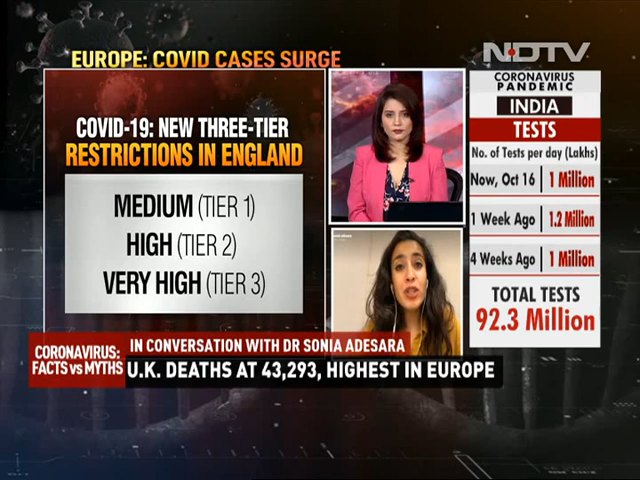 EUROPE: COVID CASES SURGE
NDTV
COVID-19: NEW THREE-TIER
RESTRICTIONS IN ENGLAND
MEDIUM (TIER 1)
HIGH (TIER 2)
VERY HIGH (TIER 3)
CORONAVIRUS
PANDEMIC
INDIA
TESTS
No. of Tests per day (Lakhs)
Now, Oct 16 1 Million
1 Week Ago 1.2 Million
4 Weeks Ago 1 Million
TOTAL TESTS
92.3 Million
CORONAVIRUS:
FACTS vs MYTHS
IN CONVERSATION WITH DR SONIA ADESARA
U.K. DEATHS AT 43,293, HIGHEST IN EUROPE